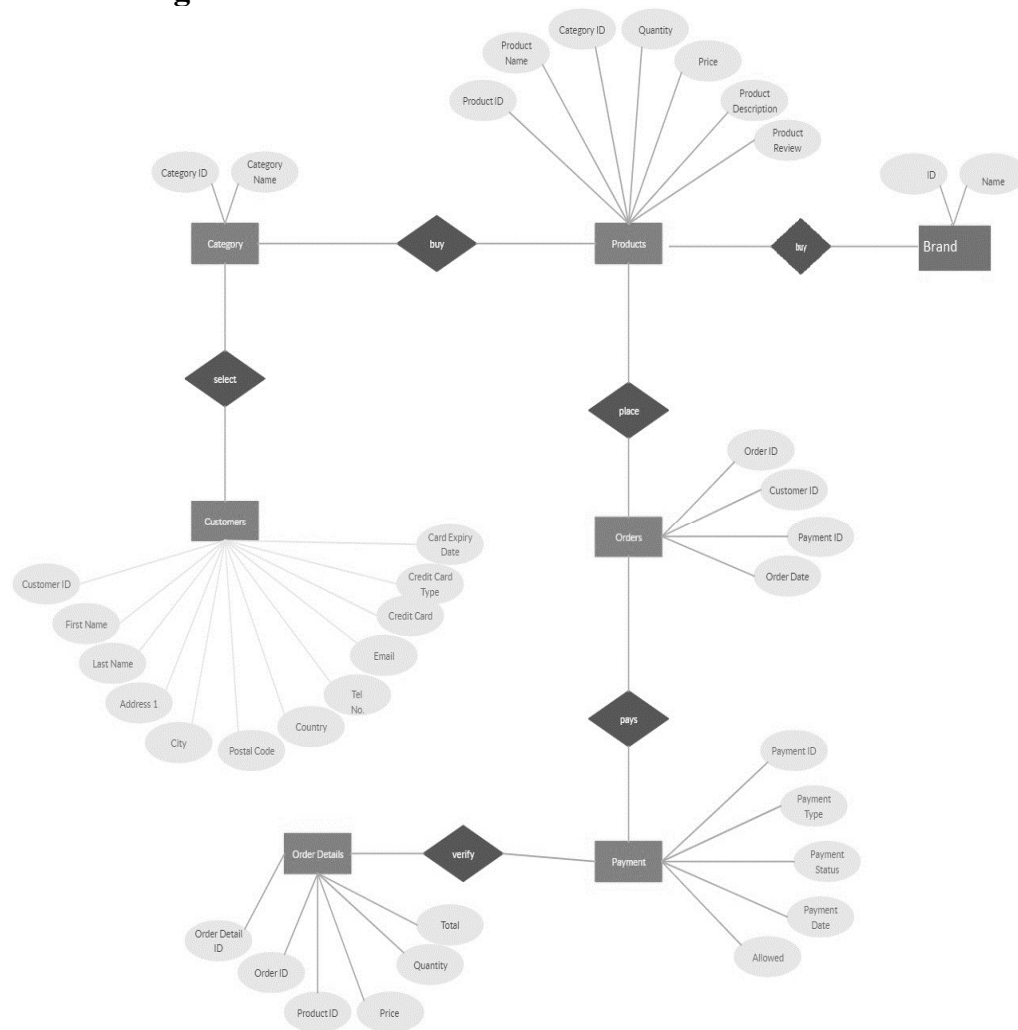 Category ID
Quantity
Product
Name
Price
Product ID
Product
Description
Product
Review
Category ID
Category
Name
ID
Name
Category
buy
Products
buy
Brand
select
place
Order ID
Customer ID
Customers
Orders
Payment ID
Order Date
Card Expiry
Date
Credit Card
Type
Credit Card
Customer ID
First Name
Last Name
Email
Address 1
Tel
No.
City
Postal Code
Country
pays
Payment ID
Payment
Type
Order Details
verify
Payment
Payment
Status
Payment
Date
Allowed
Order Detail
ID
Order ID
Product ID
Price
Quantity
Total